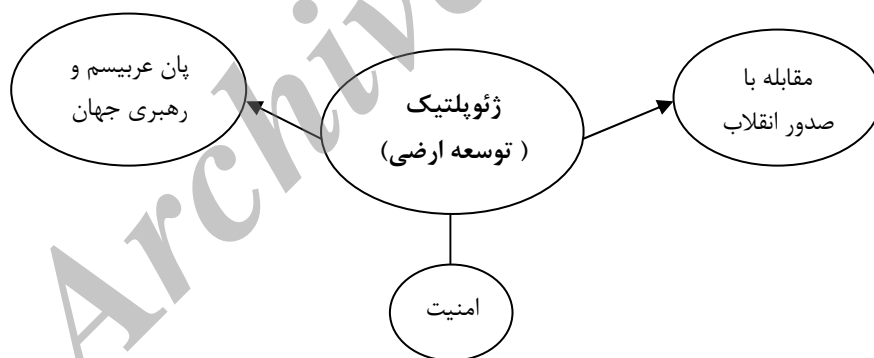 پان عربیسم و
رهبری جهان
ژئوپلتیک
( توسعه ارضی)
مقابله با
صدور انقلاب
امنیت
Archive